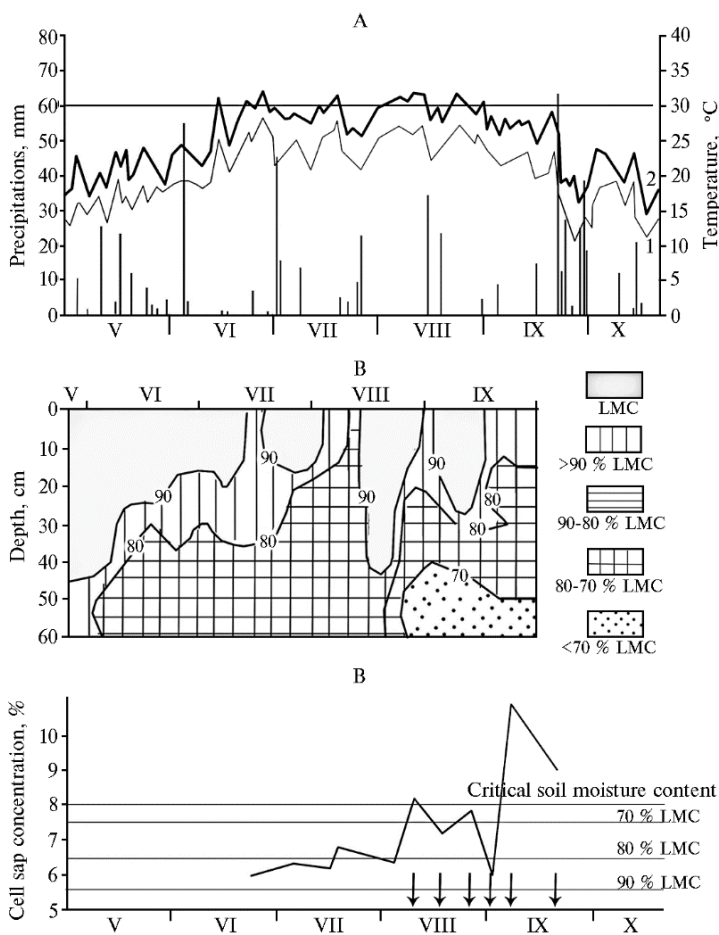 A
80
70
60
50
40
30
20
10
0
Precipitations, mm
40
35
30
25
20
15
10
5
0
Temperature, °C
2
1
V VI VII VIII IX X
B
V VI VII VIII IX
0
10
20
30
40
50
60
Depth, cm
90
90
90
90
80
80
80
80
70
LMC
>90 % LMC
90-80 % LMC
80-70 % LMC
<70 % LMC
B
Cell sap concentration, %
10
9
8
7
6
5
Critical soil moisture content
70 % LMC
80 % LMC
90 % LMC
V VI VII VIII IX X